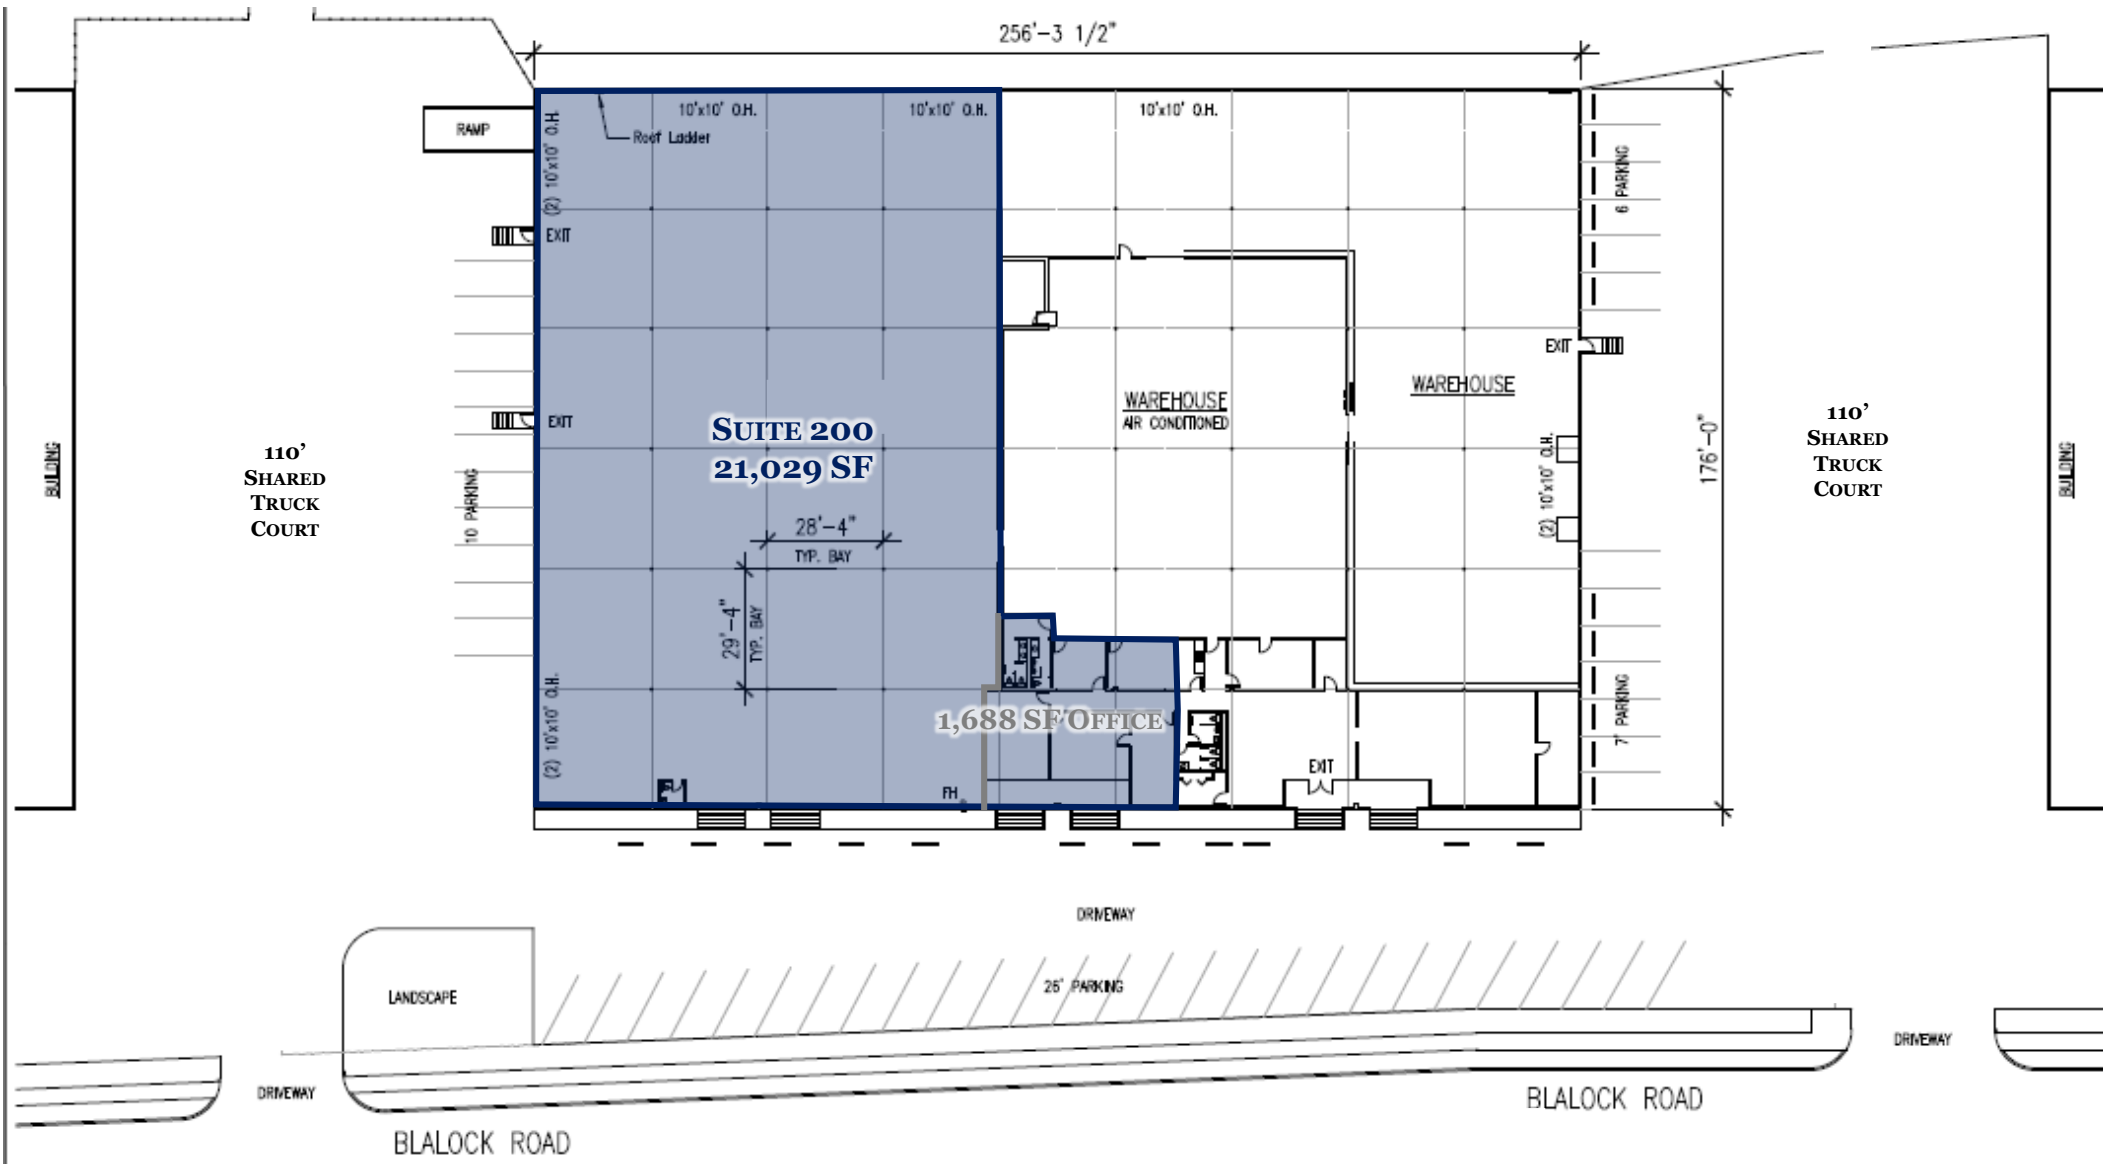 256'-3 1/2"
RAMP
(2) 10'x10' O.H.
10'x10' O.H.
10'x10' O.H.
10'x10' O.H.
Roof Ladder
6 PARKING
EXIT
EXIT
EXIT
WAREHOUSE
AIR CONDITIONED
WAREHOUSE
SUITE 200
21,029 SF
BUILDING
110'
SHARED
TRUCK
COURT
10 PARKING
(2) 10'x10' O.H.
176'-0"
110'
SHARED
TRUCK
COURT
BUILDING
28'-4"
TYP. BAY
29'-4"
TYP. BAY
(2) 10'x10' O.H.
1,688 SF OFFICE
7' PARKING
EXIT
FH
DRIVEWAY
LANDSCAPE
26' PARKING
DRIVEWAY
DRIVEWAY
BLALOCK ROAD
BLALOCK ROAD